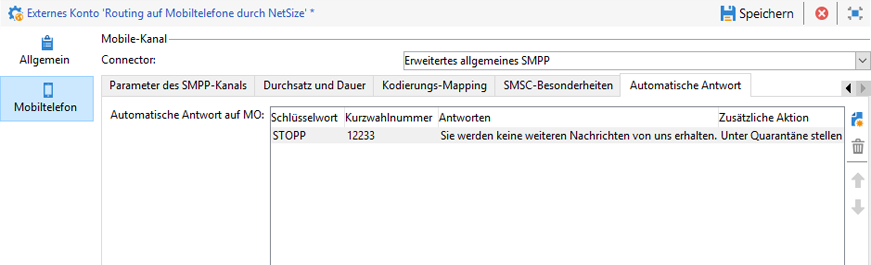 Externes Konto 'Routing auf Mobiltelefone durch NetSize' *
Speichern
Allgemein
Mobiltelefon
Mobile-Kanal
Connector:
Erweitertes allgemeines SMPP
Parameter des SMPP-Kanals
Durchsatz und Dauer
Kodierungs-Mapping
SMSC-Besonderheiten
Automatische Antwort
Automatische Antwort auf MO:
Schlüsselwort Kurzwahlnummer Antworten Zusätzliche Aktion
STOPP 12233 Sie werden keine weiteren Nachrichten von uns erhalten. Unter Quarantäne stellen